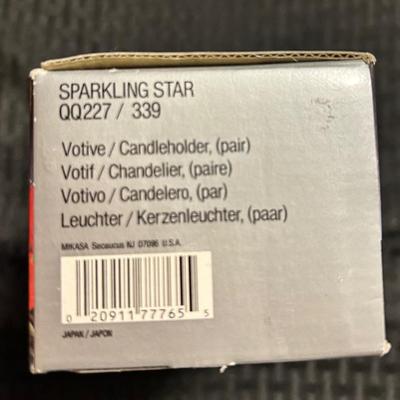 SPARKLING STAR
QQ227 / 339
Votive / Candleholder, (pair)
Votif / Chandelier, (paire)
Votivo / Candelero, (par)
Leuchter / Kerzenleuchter, (paar)
MIKASA Secaucus NJ 07096 U.S.A.
0 20911 77765 5
JAPAN / JAPON